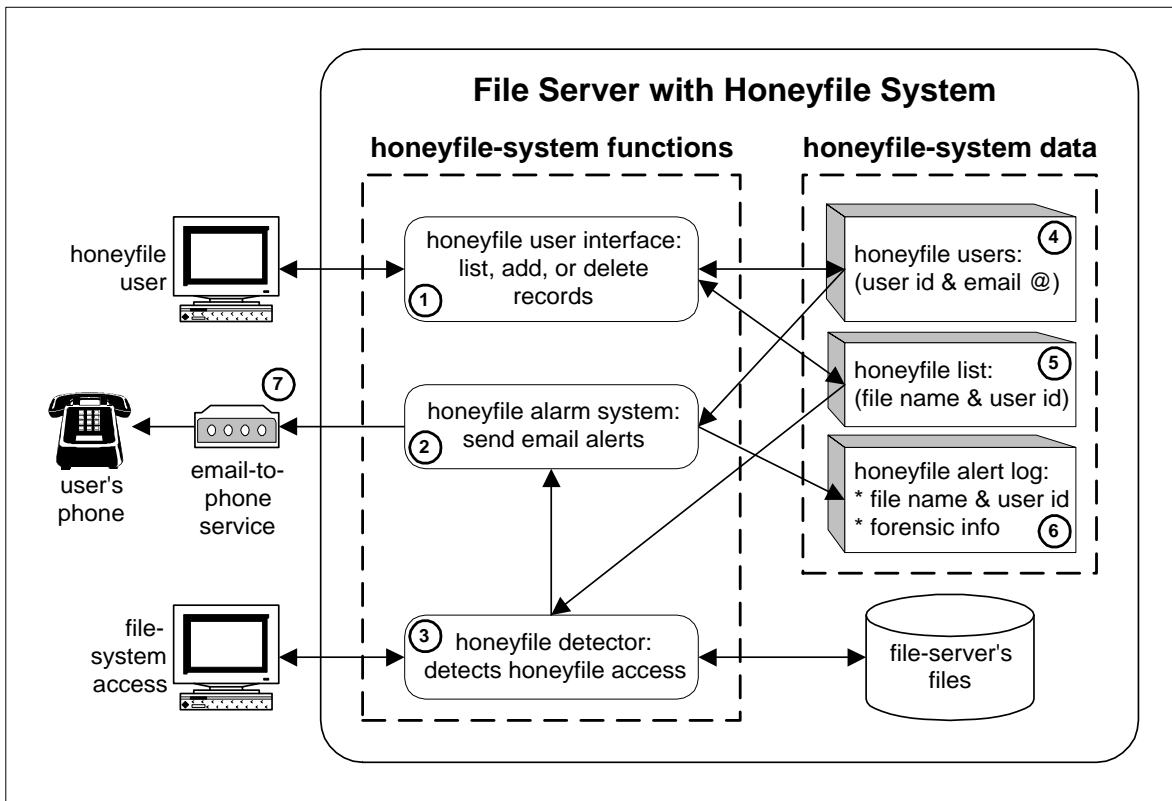 File Server with Honeyfile System
honeyfile-system functions
honeyfile-system data
honeyfile
user
honeyfile user interface:
list, add, or delete
records
1
4
honeyfile users:
(user id & email @)
5
honeyfile list:
(file name & user id)
7
honeyfile alarm system:
send email alerts
2
user's
phone
email-to-
phone
service
honeyfile alert log:
* file name & user id
* forensic info
6
file-
system
access
3
honeyfile detector:
detects honeyfile access
file-server's
files